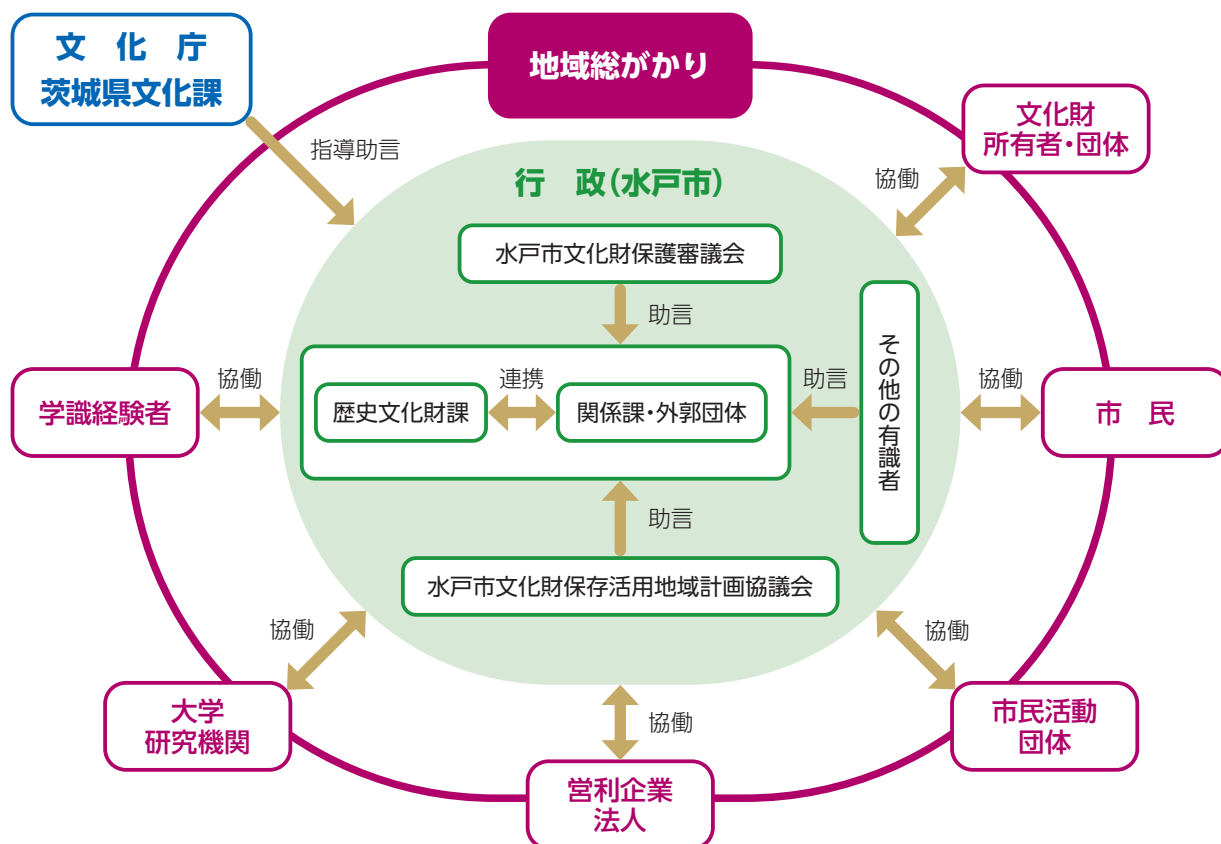 文 化 庁
茨城県文化課
地域総がかり
文化財
所有者・団体
指導助言
協働
行 政(水戸市)
水戸市文化財保護審議会
助言
その他の有識者
学識経験者
協働
歴史文化財課
連携
関係課・外郭団体
助言
協働
市 民
助言
水戸市文化財保存活用地域計画協議会
協働
協働
大学
研究機関
協働
市民活動
団体
営利企業
法人